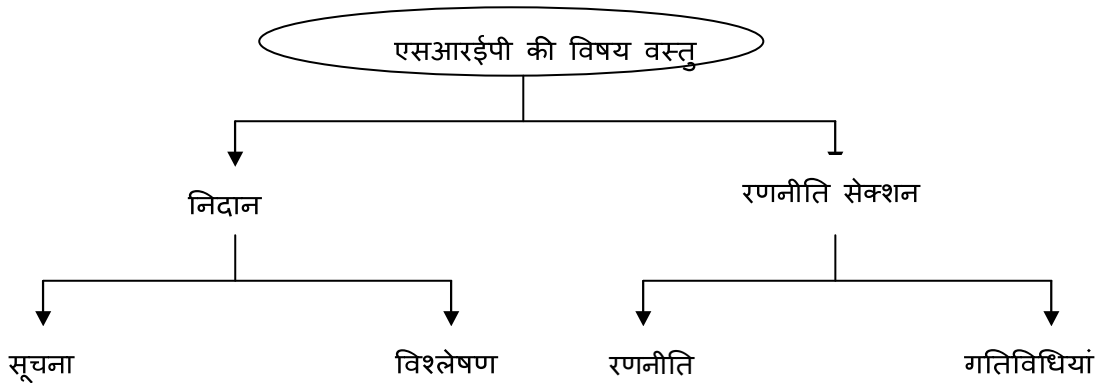 एसआरईपी की विषय वस्तु
निदान
रणनीति सेक्शन
सूचना
विश्लेषण
रणनीति
गतिविधियां